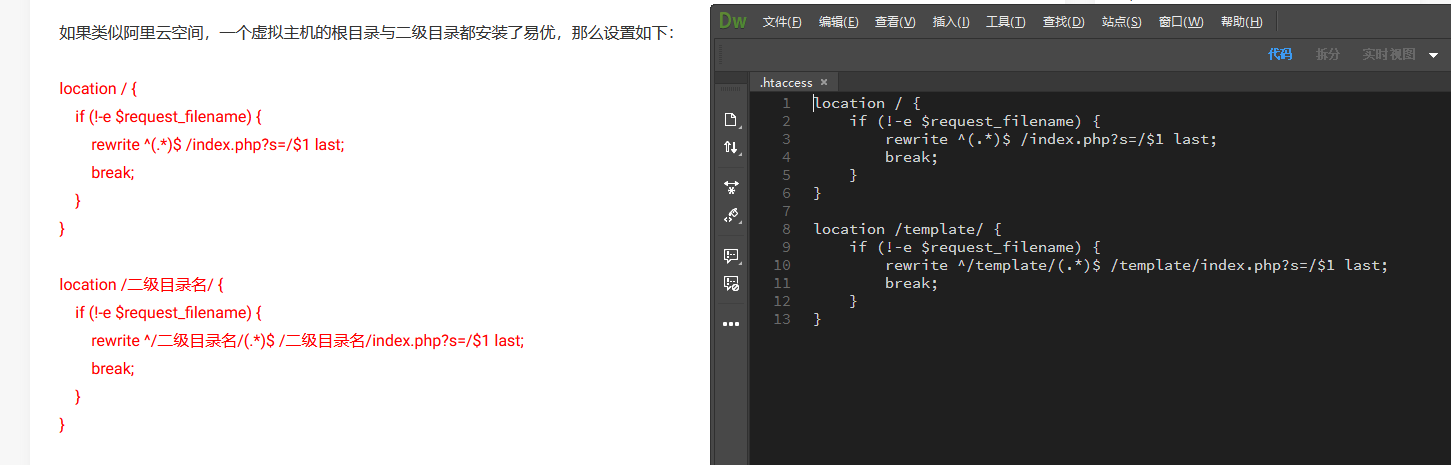 如果类似阿里云空间，一个虚拟主机的根目录与二级目录都安装了易优，那么设置如下：
location / {
if (!-e $request_filename) {
rewrite ^(.*)$ /index.php?s=/$1 last;
break;
}
}
location /二级目录名/ {
if (!-e $request_filename) {
rewrite ^/二级目录名/(.*)$ /二级目录名/index.php?s=/$1 last;
break;
}
}
Dw 文件(F) 编辑(E) 查看(V) 插入(I) 工具(T) 查找(D) 站点(S) 窗口(W) 帮助(H)
代码 拆分 实时视图
.htaccess ×
1 location / {
2 if (!-e $request_filename) {
3 rewrite ^(.*)$ /index.php?s=/$1 last;
4 break;
5 }
6 }
7
8 location /template/ {
9 if (!-e $request_filename) {
10 rewrite ^/template/(.*)$ /template/index.php?s=/$1 last;
11 break;
12 }
13 }